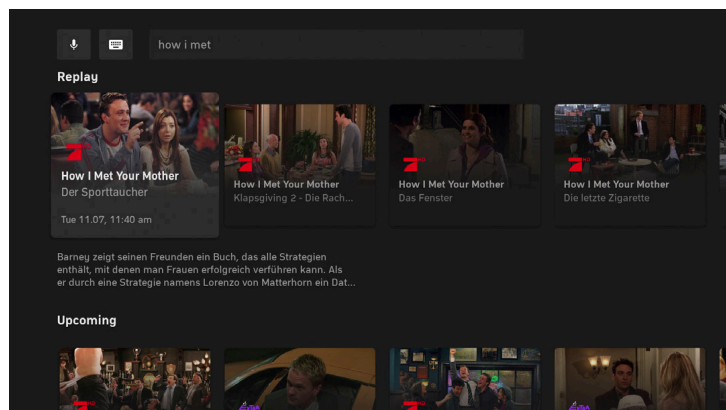 how i met
Replay
How I Met Your Mother
Der Sporttaucher
Tue 11.07, 11:40 am
How I Met Your Mother
Klapsgiving 2 - Die Rach...
How I Met Your Mother
Das Fenster
How I Met Your Mother
Die letzte Zigarette
Barney zeigt seinen Freunden ein Buch, das alle Strategien
enthält, mit denen man Frauen erfolgreich verführen kann. Als
er durch eine Strategie namens Lorenzo von Matterhorn ein Dat...
Upcoming